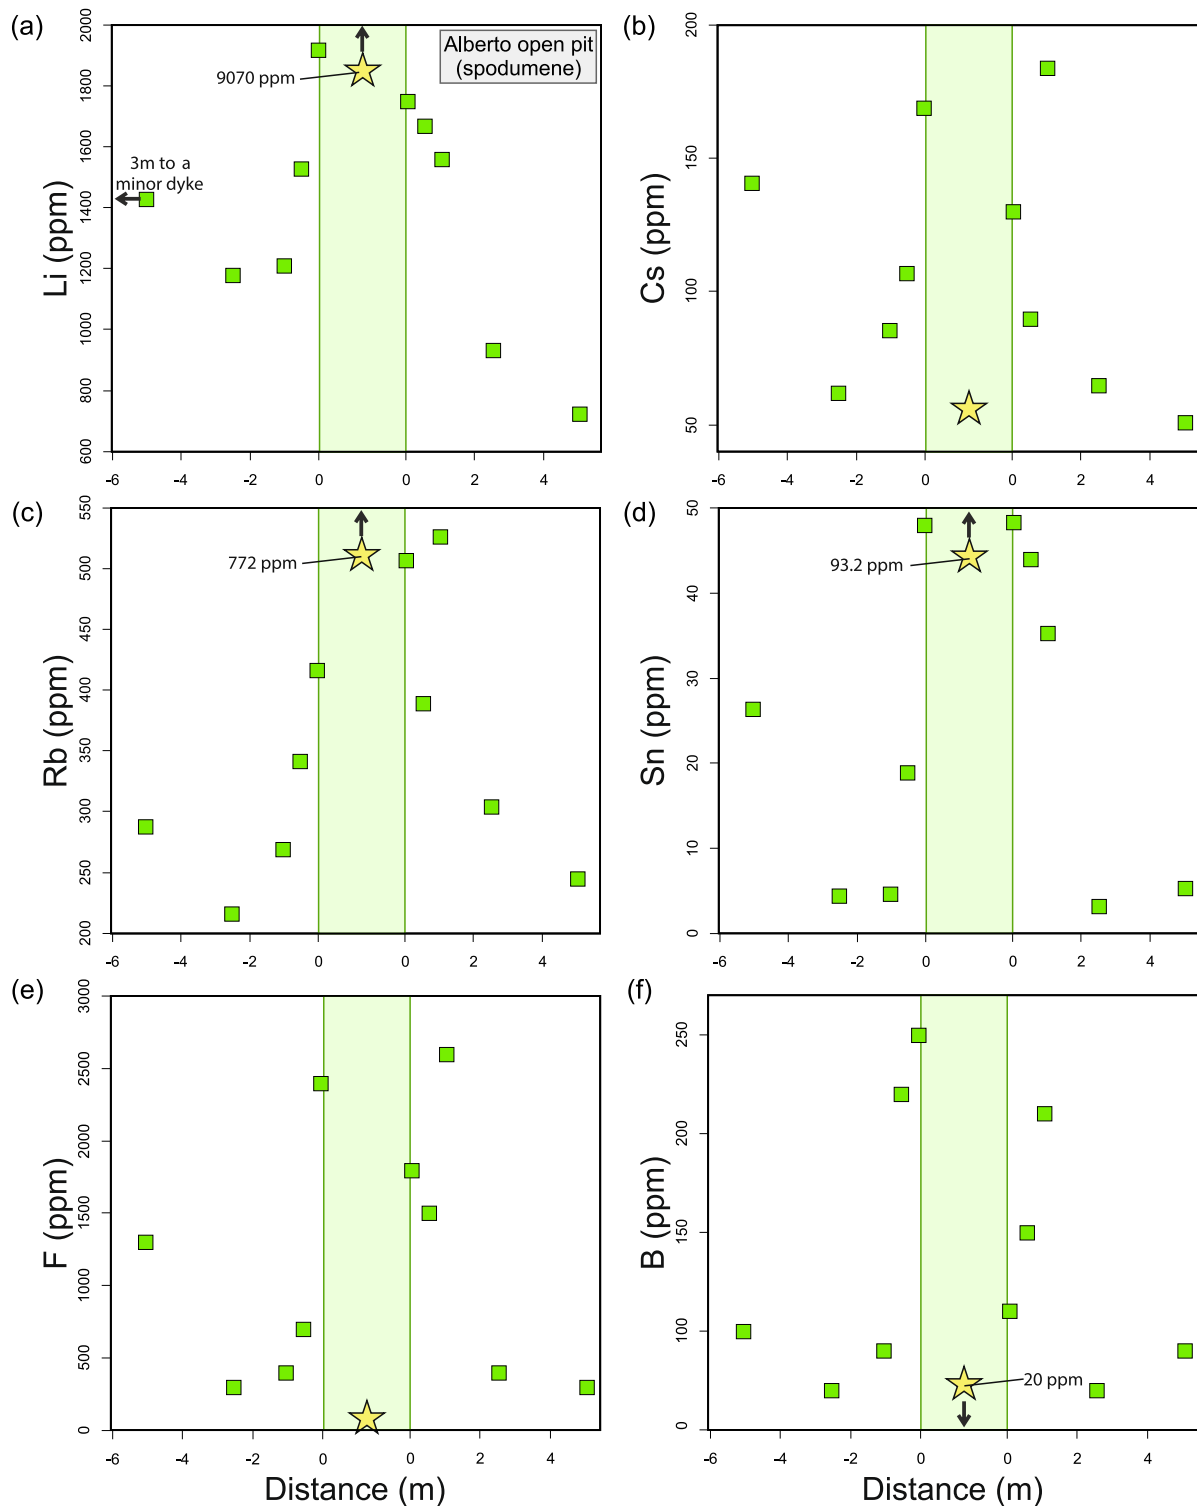 (a)
Li (ppm)
2000
1800
1600
1400
1200
1000
800
600
9070 ppm
Alberto open pit
(spodumene)
3m to a
minor dyke
-6 -4 -2 0 0 2 4
(b)
Cs (ppm)
200
150
100
50
-6 -4 -2 0 0 2 4
(c)
Rb (ppm)
550
500
450
400
350
300
250
200
772 ppm
-6 -4 -2 0 0 2 4
(d)
Sn (ppm)
50
40
30
20
10
0
93.2 ppm
-6 -4 -2 0 0 2 4
(e)
F (ppm)
3000
2500
2000
1500
1000
500
0
-6 -4 -2 0 0 2 4
Distance (m)
(f)
B (ppm)
250
200
150
100
0
20 ppm
-6 -4 -2 0 0 2 4
Distance (m)